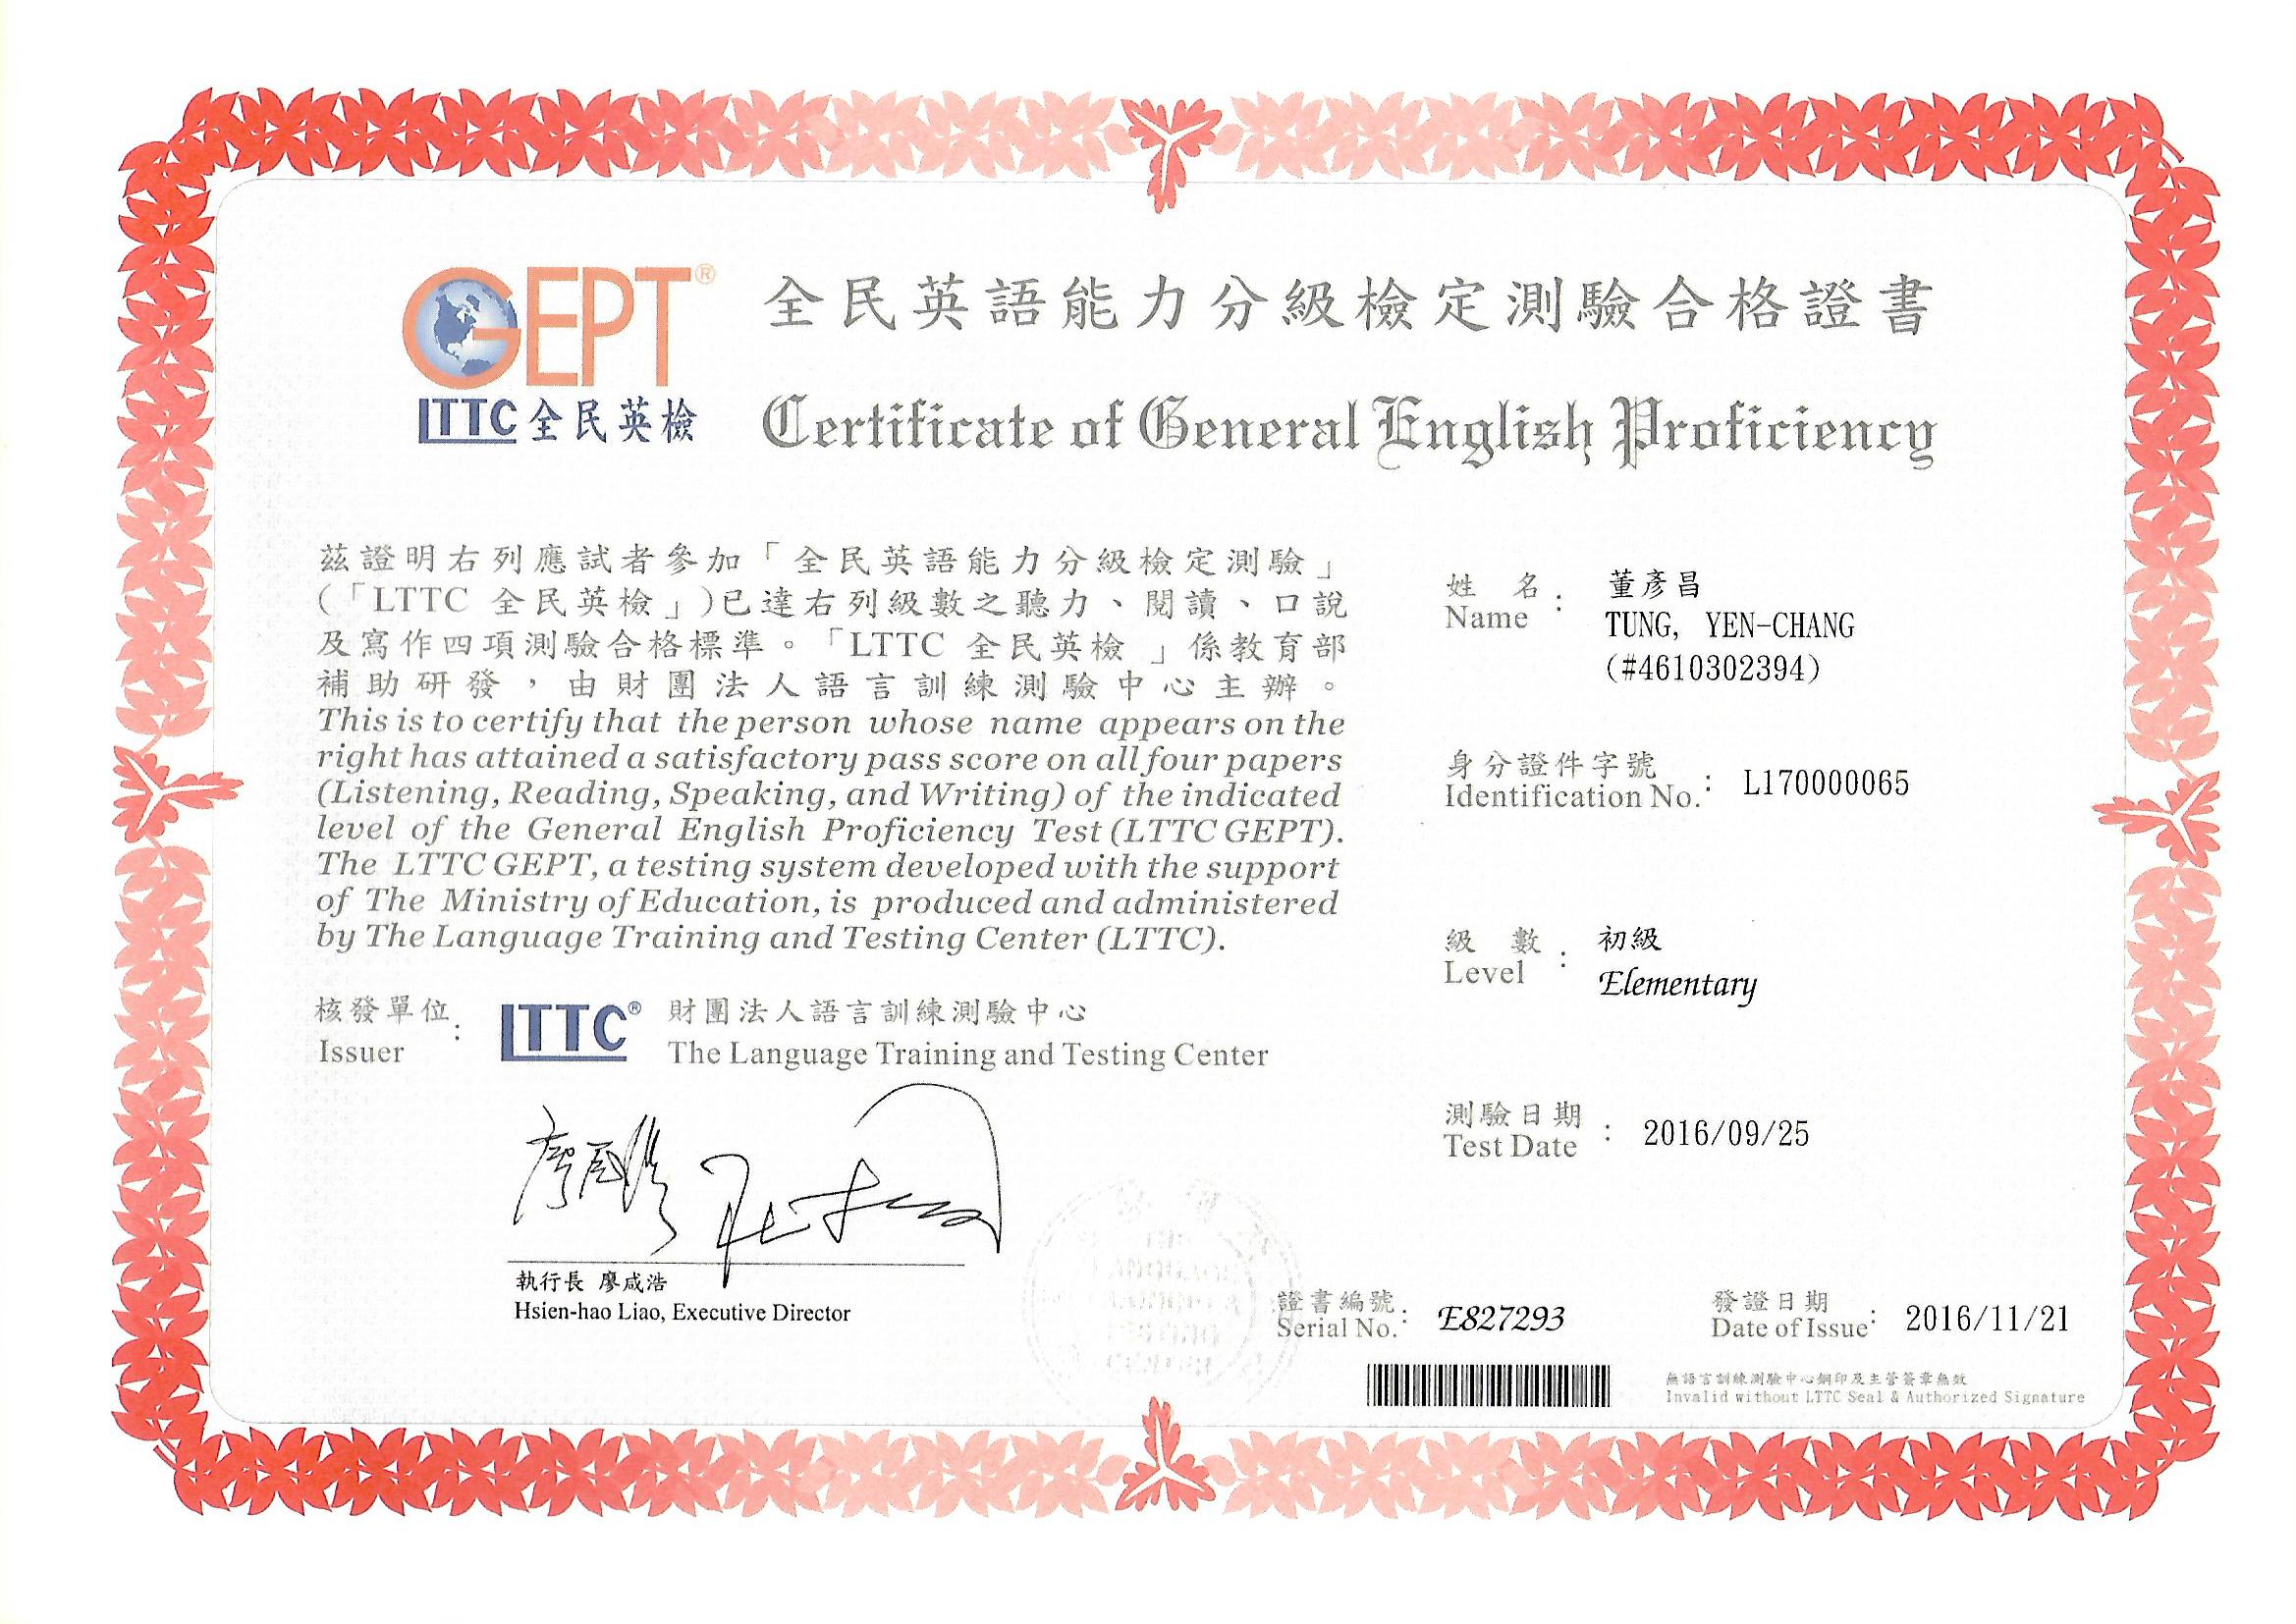 GEPT®
LTTC 全民英檢
全民英語能力分級檢定測驗合格證書
Certificate of General English Proficiency
茲證明右列應試者參加「全民英語能力分級檢定測驗」
(「LTTC 全民英檢」)已達右列級數之聽力、閱讀、口說
及寫作四項測驗合格標準。「LTTC 全民英檢」係教育部
補助研發，由財團法人語言訓練測驗中心主辦。
This is to certify that the person whose name appears on the
right has attained a satisfactory pass score on all four papers
(Listening, Reading, Speaking, and Writing) of the indicated
level of the General English Proficiency Test (LTTC GEPT).
The LTTC GEPT, a testing system developed with the support
of The Ministry of Education, is produced and administered
by The Language Training and Testing Center (LTTC).
核發單位
Issuer :
LTTC®
財團法人語言訓練測驗中心
The Language Training and Testing Center
執行長 廖咸浩
Hsien-hao Liao, Executive Director
姓 名
Name :
董彥昌
TUNG, YEN-CHANG
(#4610302394)
身分證件字號
Identification No. : L170000065
級 數
Level :
初級
Elementary
測驗日期
Test Date : 2016/09/25
證書編號
Serial No. : E827293
發證日期
Date of Issue : 2016/11/21
無語言訓練測驗中心鋼印及主管簽章無效
Invalid without LTTC Seal & Authorized Signature